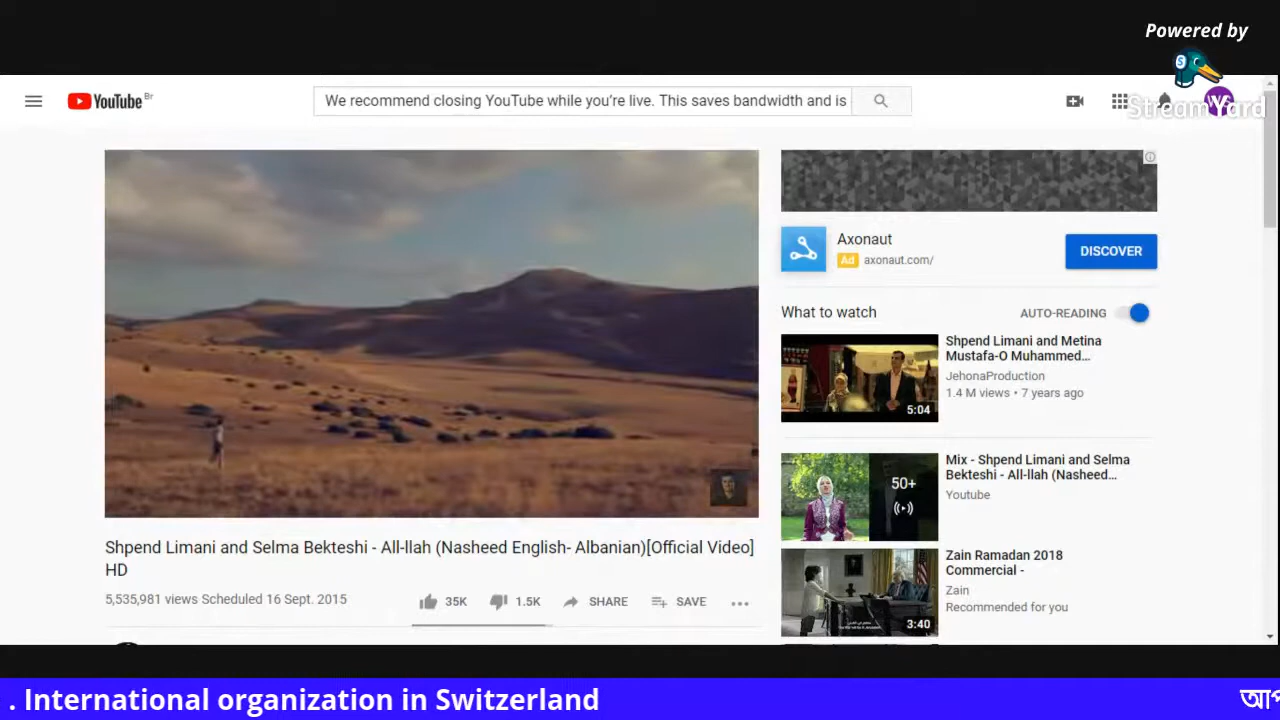 Powered by
StreamYard
YouTube Br
We recommend closing YouTube while you're live. This saves bandwidth and is
Axonaut
Ad axonaut.com/
DISCOVER
What to watch
AUTO-READING
Shpend Limani and Metina
Mustafa-O Muhammed...
JehonaProduction
1.4 M views • 7 years ago
5:04
Mix - Shpend Limani and Selma
Bekteshi - All-llah (Nasheed...
Youtube
50+
Zain Ramadan 2018
Commercial -
Zain
Recommended for you
3:40
Shpend Limani and Selma Bekteshi - All-llah (Nasheed English- Albanian)[Official Video]
HD
5,535,981 views Scheduled 16 Sept. 2015
35K
1.5K
SHARE
SAVE
. International organization in Switzerland